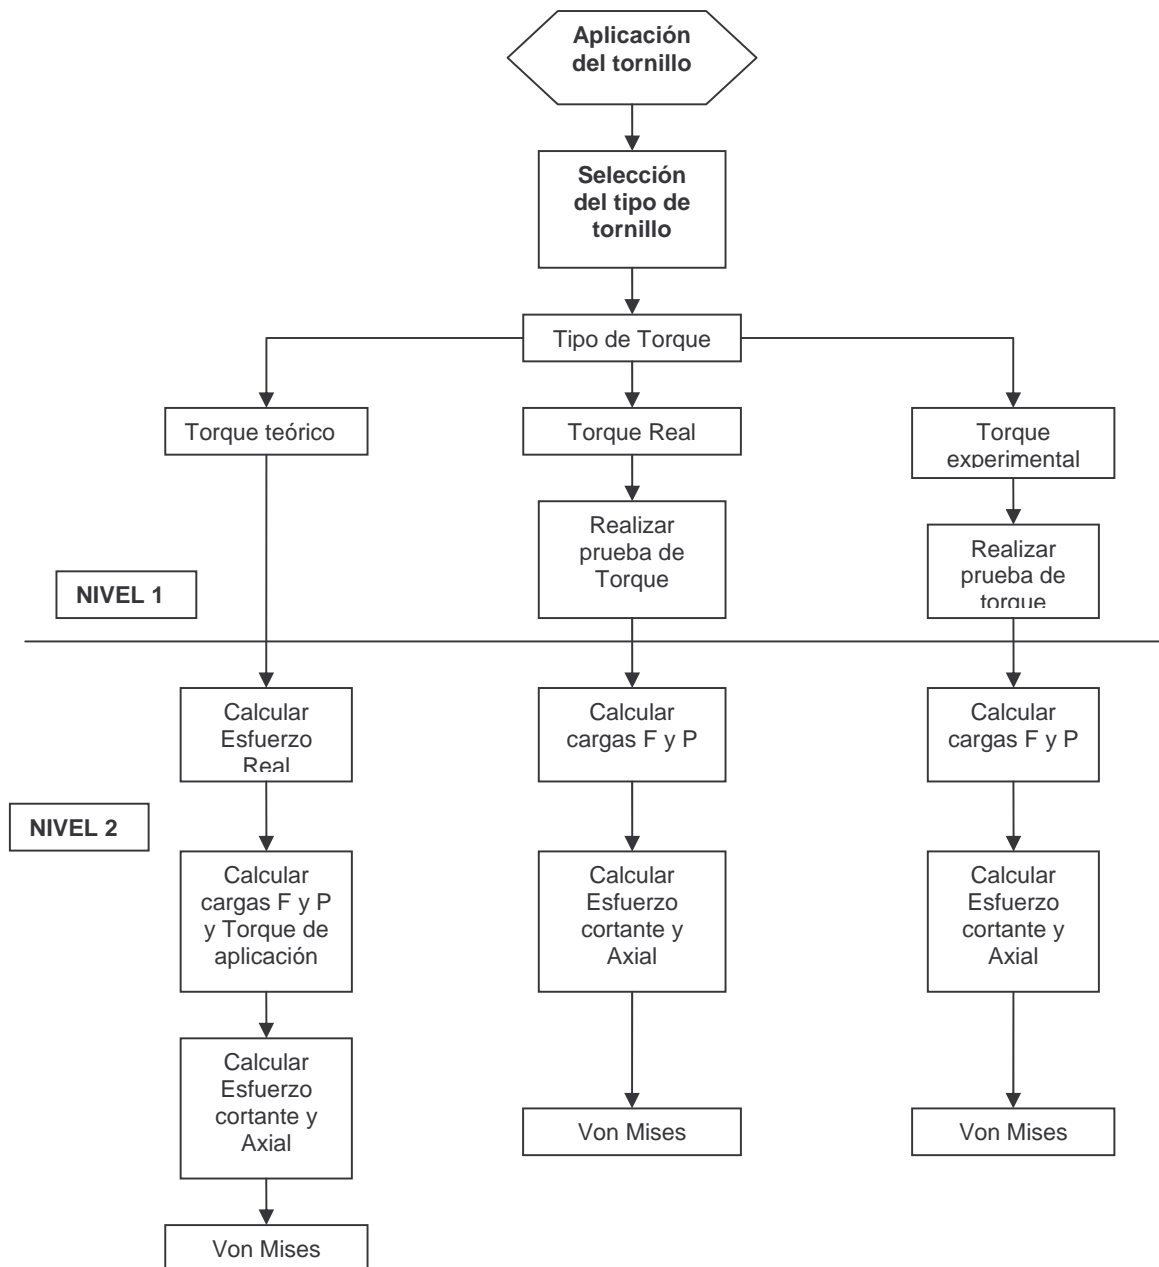 Aplicación
del tornillo
Selección
del tipo de
tornillo
Tipo de Torque
Torque teórico
Torque Real
Torque
experimental
Realizar
prueba de
Torque
Realizar
prueba de
torque
NIVEL 1
Calcular
Esfuerzo
Real
Calcular
cargas F y P
Calcular
cargas F y P
NIVEL 2
Calcular
cargas F y P
y Torque de
aplicación
Calcular
Esfuerzo
cortante y
Axial
Calcular
Esfuerzo
cortante y
Axial
Calcular
Esfuerzo
cortante y
Axial
Von Mises
Von Mises
Von Mises